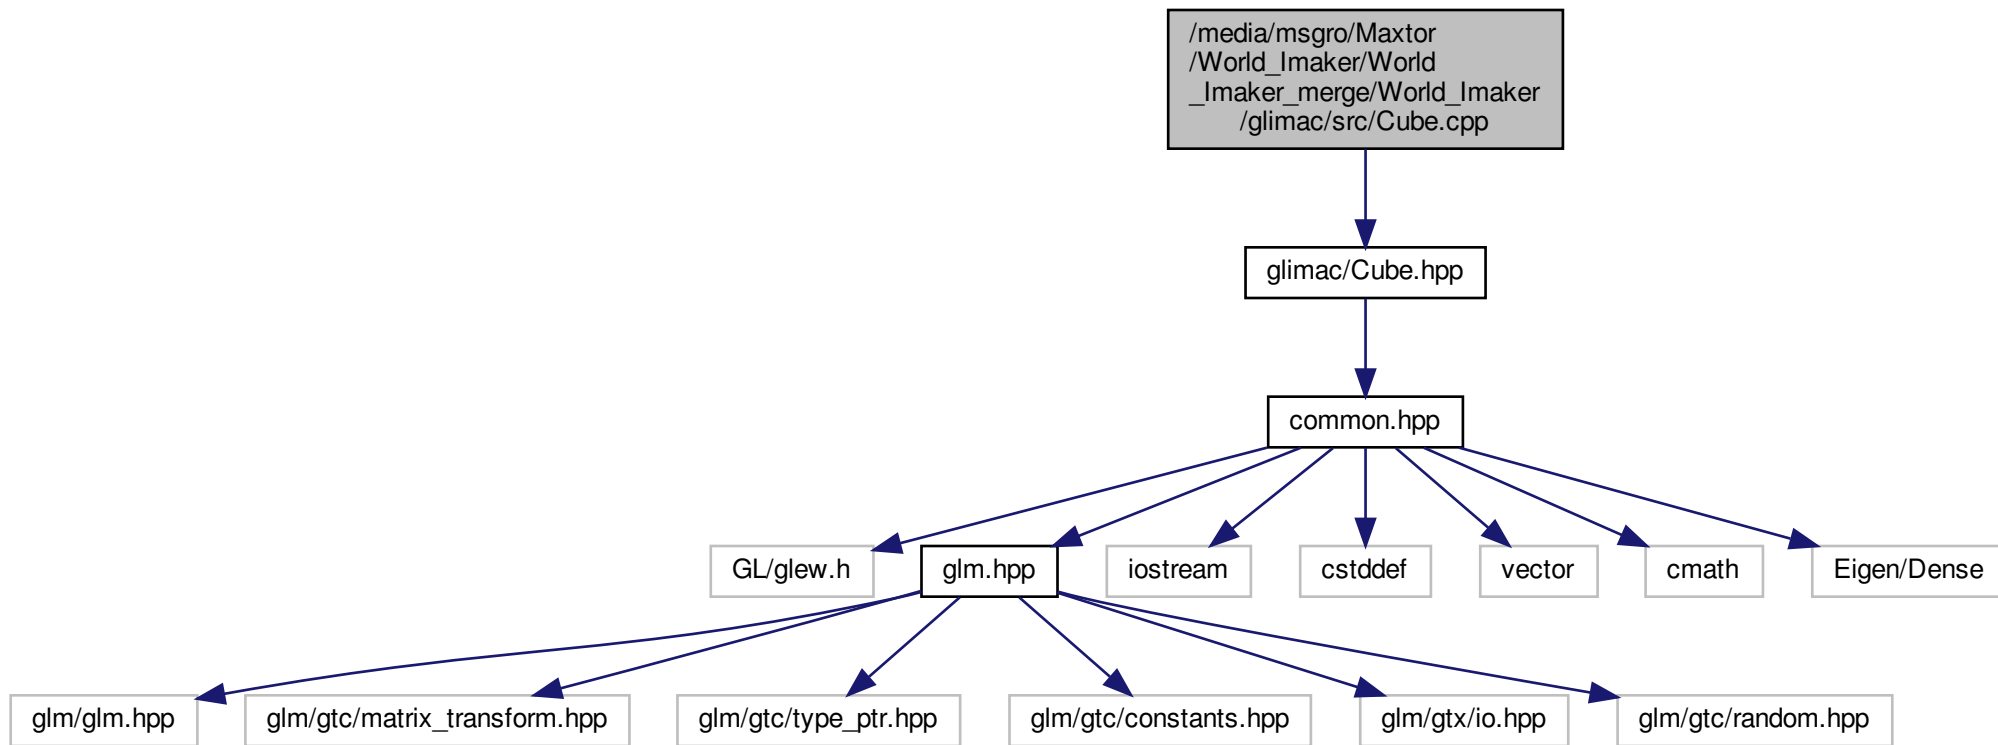 /media/msgro/Maxtor
/World_Imaker/World
_Imaker_merge/World_Imaker
/glimac/src/Cube.cpp
glimac/Cube.hpp
common.hpp
GL/glew.h
glm.hpp
iostream
cstddef
vector
cmath
Eigen/Dense
glm/glm.hpp
glm/gtc/matrix_transform.hpp
glm/gtc/type_ptr.hpp
glm/gtc/constants.hpp
glm/gtx/io.hpp
glm/gtc/random.hpp